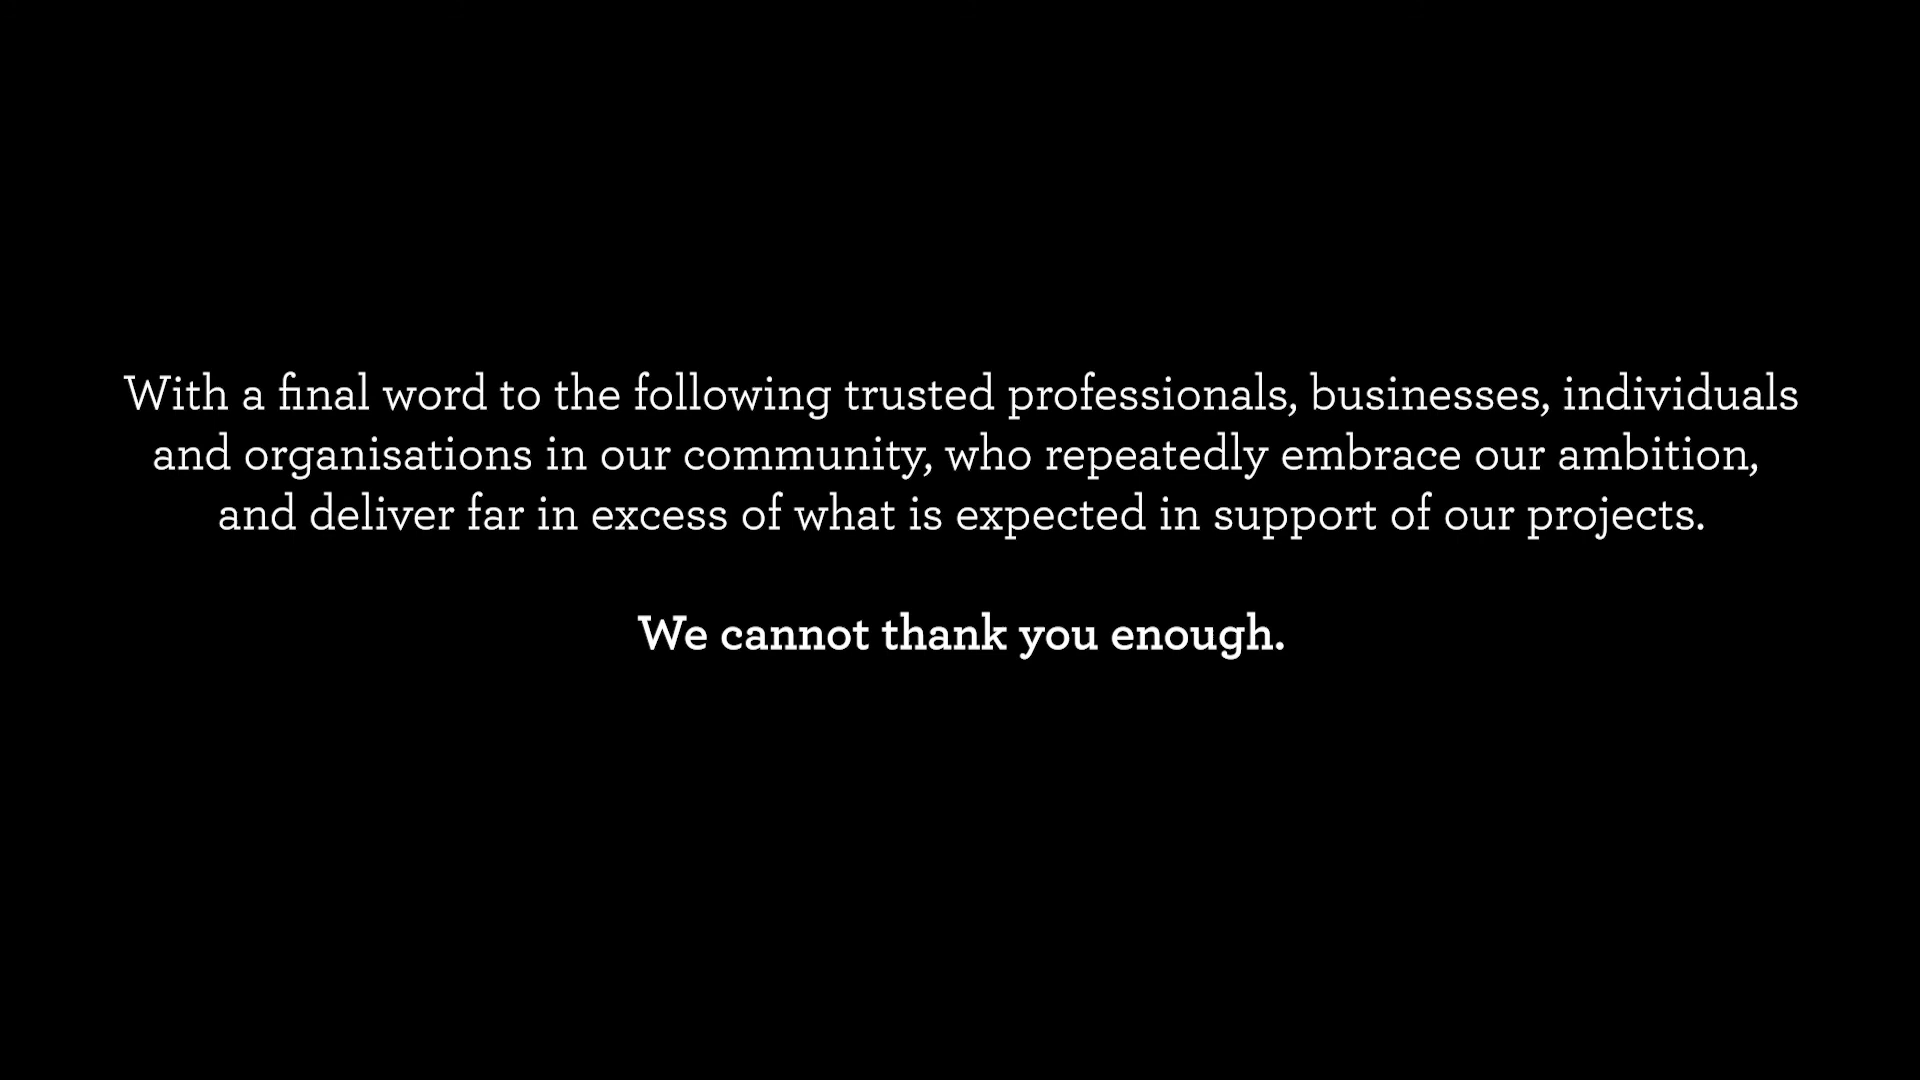 With a final word to the following trusted professionals, businesses, individuals
and organisations in our community, who repeatedly embrace our ambition,
and deliver far in excess of what is expected in support of our projects.
We cannot thank you enough.